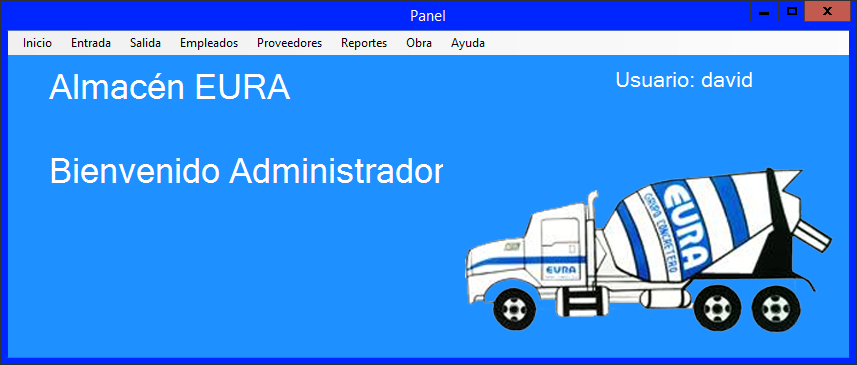 Panel
Inicio Entrada Salida Empleados Proveedores Reportes Obra Ayuda
Almacén EURA
Usuario: david
Bienvenido Administrador
EURA
GRUPO CONCRETERO
EURA